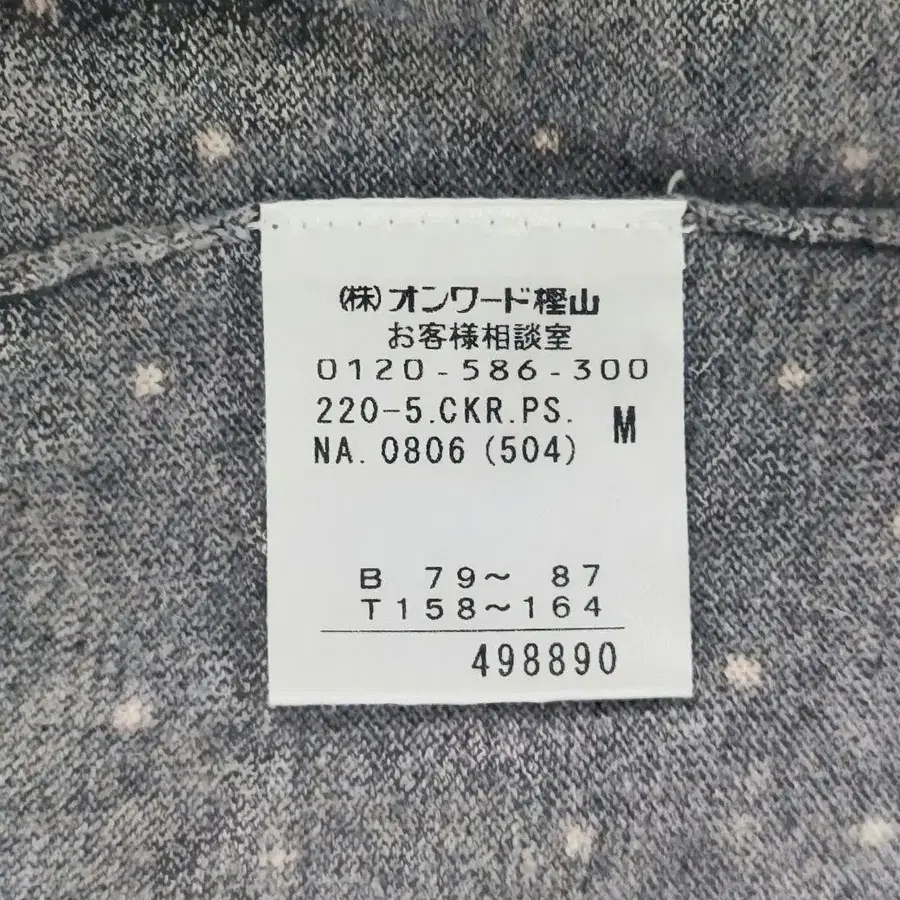 (株)オンワード樫山
お客様相談室
0120-586-300
220-5.CKR.PS. M
NA. 0806 (504)
B 79〜 87
T158〜164
498890